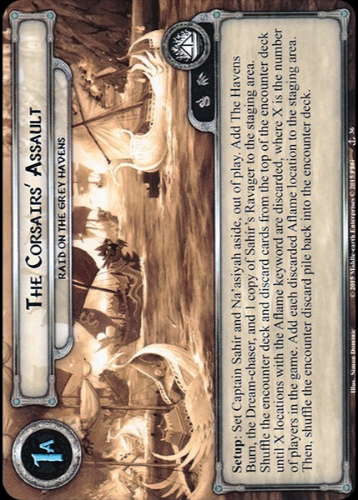 1A
THE CORSAIRS' ASSAULT
RAID ON THE GREY HAVENS
Setup: Set Captain Sahír and Na'asiyah aside, out of play. Add The Havens
Burn, the Dream-chaser, and 1 copy of Sahír's Ravager to the staging area.
Shuffle the encounter deck and discard cards from the top of the encounter deck
until X locations with the Aflame keyword are discarded, where X is the number
of players in the game. Add each discarded Aflame location to the staging area.
Then, shuffle the encounter discard pile back into the encounter deck.
Illus. Simon Dominic © 2015 Middle-earth Enterprises © 2015 FFG 36